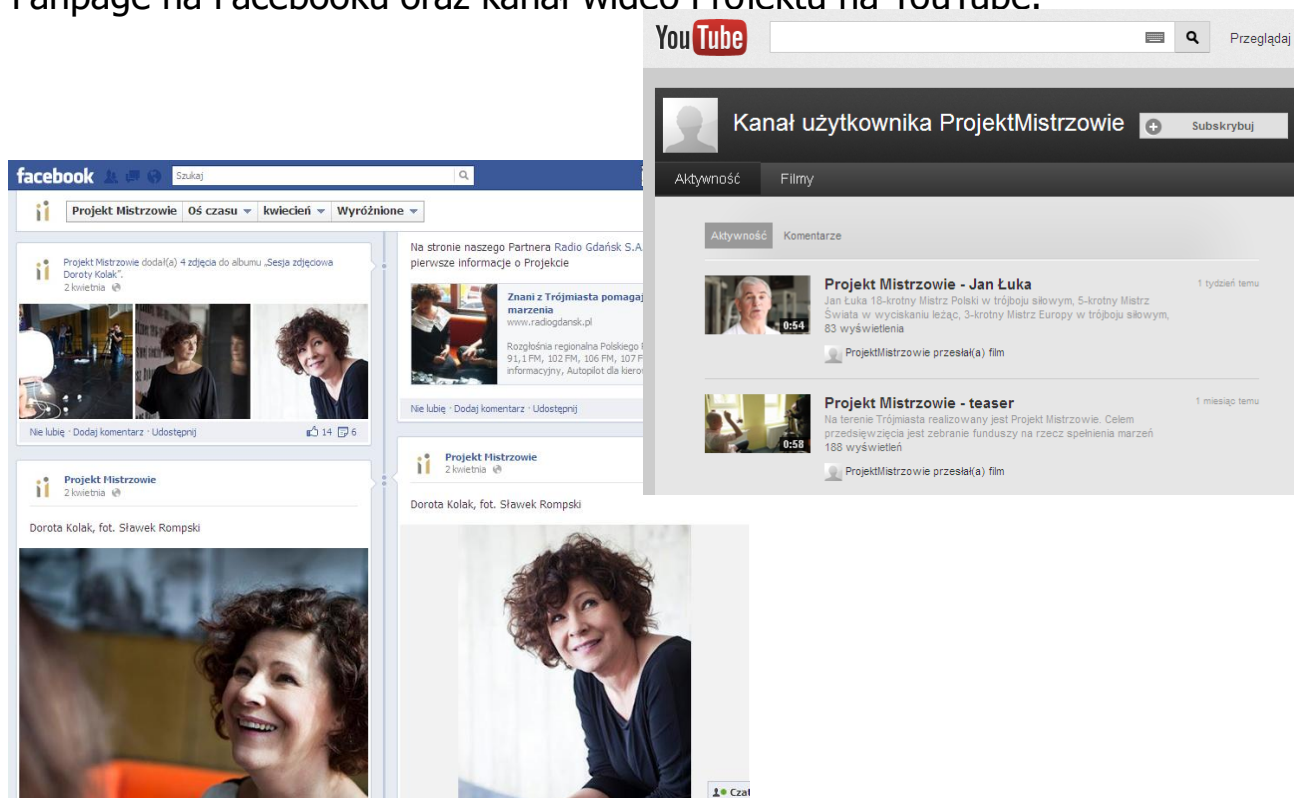 Fanpage na Facebooku oraz kanał wideo Projektu na YouTube.
facebook
Szukaj
Projekt Mistrzowie Oś czasu kwiecień Wyróżnione
Projekt Mistrzowie dodał(a) 4 zdjęcia do albumu „Sesja zdjęciowa
Doroty Kolak”.
2 kwietnia
Nie lubię · Dodaj komentarz · Udostępnij 14 6
Projekt Mistrzowie
2 kwietnia
Dorota Kolak, fot. Sławek Rompski
Na stronie naszego Partnera Radio Gdańsk S.A
pierwsze informacje o Projekcie
Znani z Trójmiasta pomagaj
marzenia
www.radiogdansk.pl
Rozgłośnia regionalna Polskiego
91,1 FM, 102 FM, 106 FM, 107 F
informacyjny, Autopilot dla kiero
Nie lubię · Dodaj komentarz · Udostępnij
Projekt Mistrzowie
2 kwietnia
Dorota Kolak, fot. Sławek Rompski
Czat
YouTube
Przeglądaj
Kanał użytkownika ProjektMistrzowie
Subskrybuj
Aktywność Filmy
Aktywność Komentarze
0:54
Projekt Mistrzowie - Jan Łuka 1 tydzień temu
Jan Łuka 18-krotny Mistrz Polski w trójboju siłowym, 5-krotny Mistrz
Świata w wyciskaniu leżąc, 3-krotny Mistrz Europy w trójboju siłowym,
83 wyświetlenia
ProjektMistrzowie przesłał(a) film
0:58
Projekt Mistrzowie - teaser 1 miesiąc temu
Na terenie Trójmiasta realizowany jest Projekt Mistrzowie. Celem
przedsięwzięcia jest zebranie funduszy na rzecz spełnienia marzeń
188 wyświetleń
ProjektMistrzowie przesłał(a) film